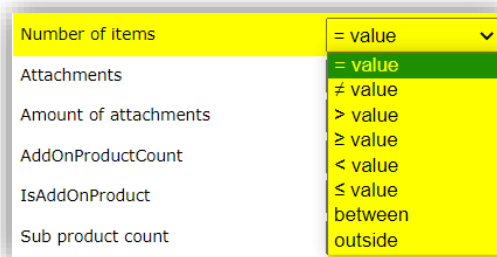 Number of items = value
Attachments = value
Amount of attachments ≠ value
> value
AddOnProductCount ≥ value
< value
IsAddOnProduct ≤ value
between
Sub product count outside